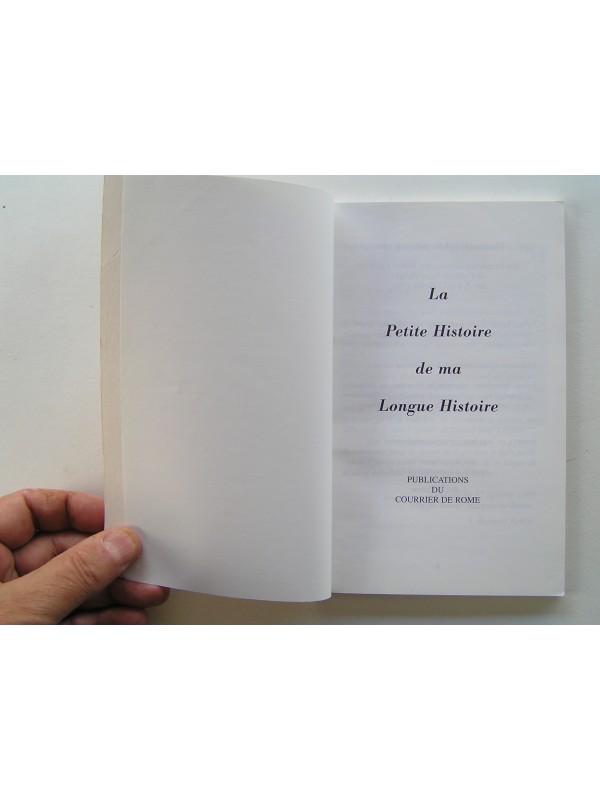 La
Petite Histoire
de ma
Longue Histoire
PUBLICATIONS
DU
COURRIER DE ROME